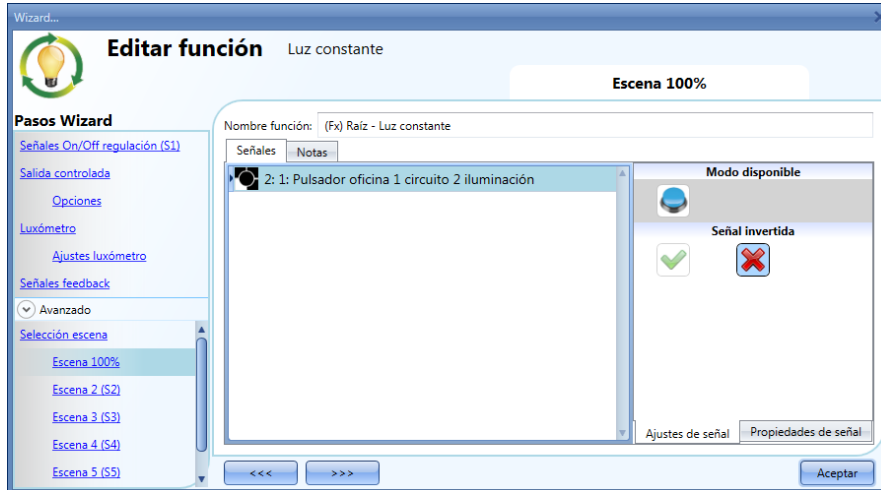 Wizard...
Editar función Luz constante
Escena 100%
Pasos Wizard
Señales On/Off regulación (S1)
Salida controlada
Opciones
Luxómetro
Ajustes luxómetro
Señales feedback
Avanzado
Selección escena
Escena 100%
Escena 2 (S2)
Escena 3 (S3)
Escena 4 (S4)
Escena 5 (S5)
Nombre función: (Fx) Raíz - Luz constante
Señales Notas
2: 1: Pulsador oficina 1 circuito 2 iluminación
Modo disponible
Señal invertida
Ajustes de señal Propiedades de señal
<<< >>> Aceptar